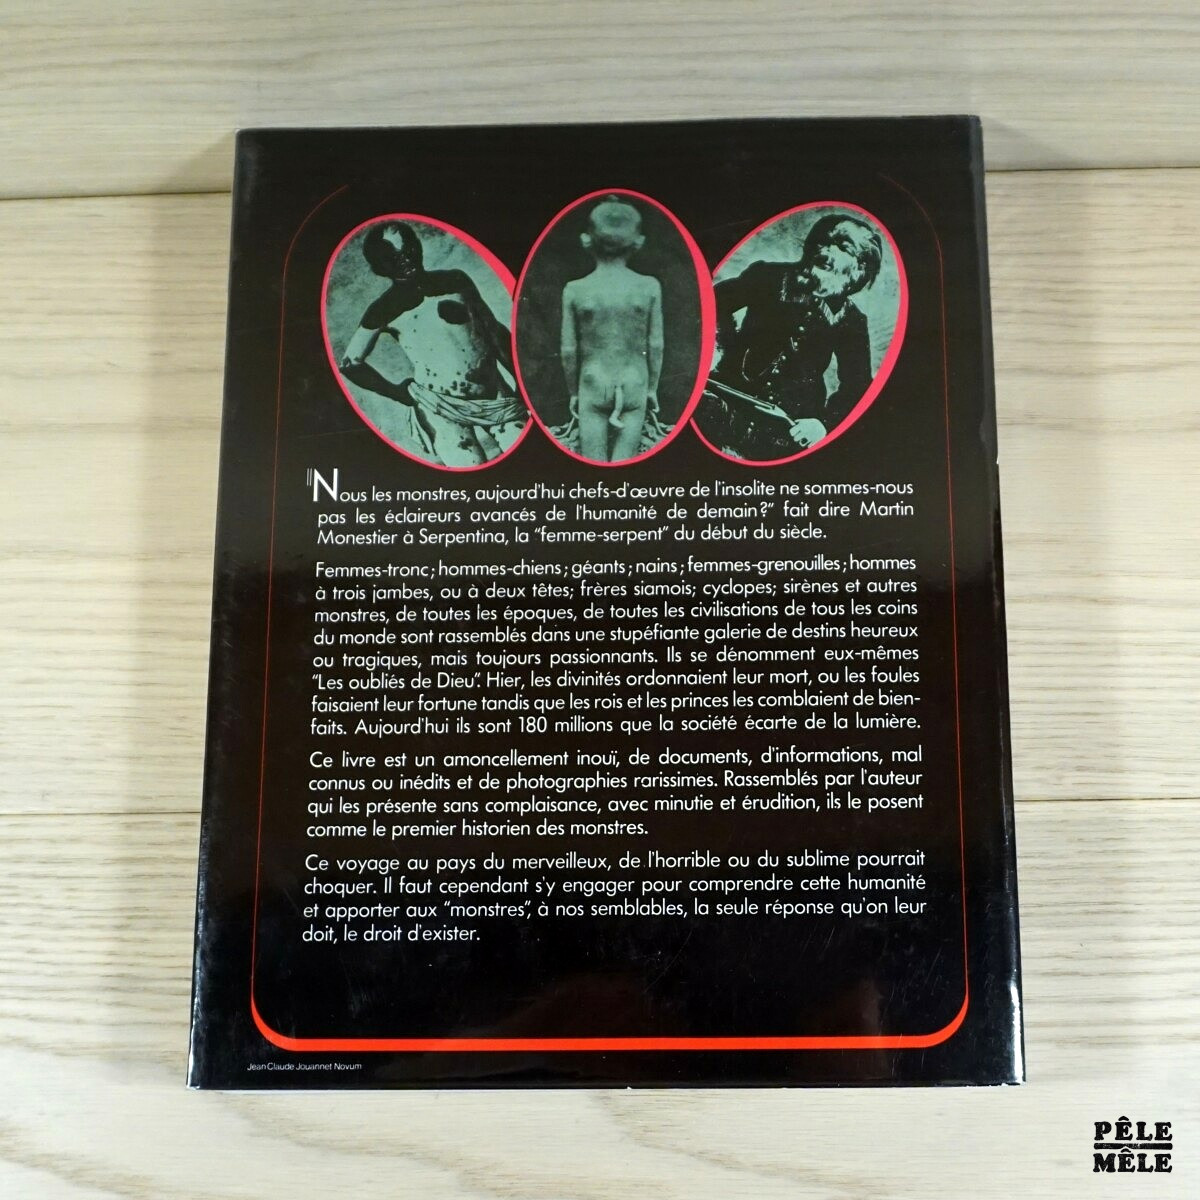 "Nous les monstres, aujourd'hui chefs-d'œuvre de l'insolite ne sommes-nous
pas les éclaireurs avancés de l'humanité de demain?" fait dire Martin
Monestier à Serpentina, la "femme-serpent" du début du siècle.
Femmes-tronc; hommes-chiens; géants; nains; femmes-grenouilles; hommes
à trois jambes, ou à deux têtes; frères siamois; cyclopes; sirènes et autres
monstres, de toutes les époques, de toutes les civilisations de tous les coins
du monde sont rassemblés dans une stupéfiante galerie de destins heureux
ou tragiques, mais toujours passionnants. Ils se dénomment eux-mêmes
"Les oubliés de Dieu". Hier, les divinités ordonnaient leur mort, ou les foules
faisaient leur fortune tandis que les rois et les princes les comblaient de bien-
faits. Aujourd'hui ils sont 180 millions que la société écarte de la lumière.
Ce livre est un amoncellement inouï, de documents, d'informations, mal
connus ou inédits et de photographies rarissimes. Rassemblés par l'auteur
qui les présente sans complaisance, avec minutie et érudition, ils le posent
comme le premier historien des monstres.
Ce voyage au pays du merveilleux, de l'horrible ou du sublime pourrait
choquer. Il faut cependant s'y engager pour comprendre cette humanité
et apporter aux "monstres", à nos semblables, la seule réponse qu'on leur
doit, le droit d'exister.
Jean Claude Jouannet Novum
PÊLE
MÊLE